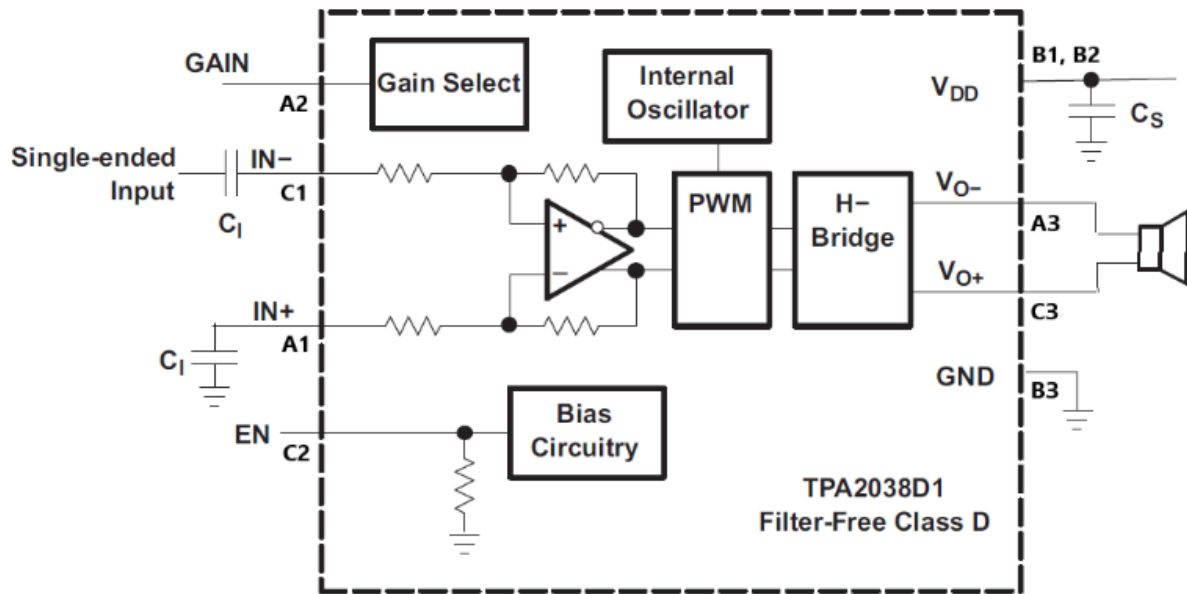 GAIN
A2
Gain Select
Internal
Oscillator
B1, B2
VDD
CS
Single-ended
Input
IN−
C1
CI
+
−
PWM
H−
Bridge
VO−
A3
VO+
C3
IN+
A1
CI
GND
B3
EN
C2
Bias
Circuitry
TPA2038D1
Filter-Free Class D